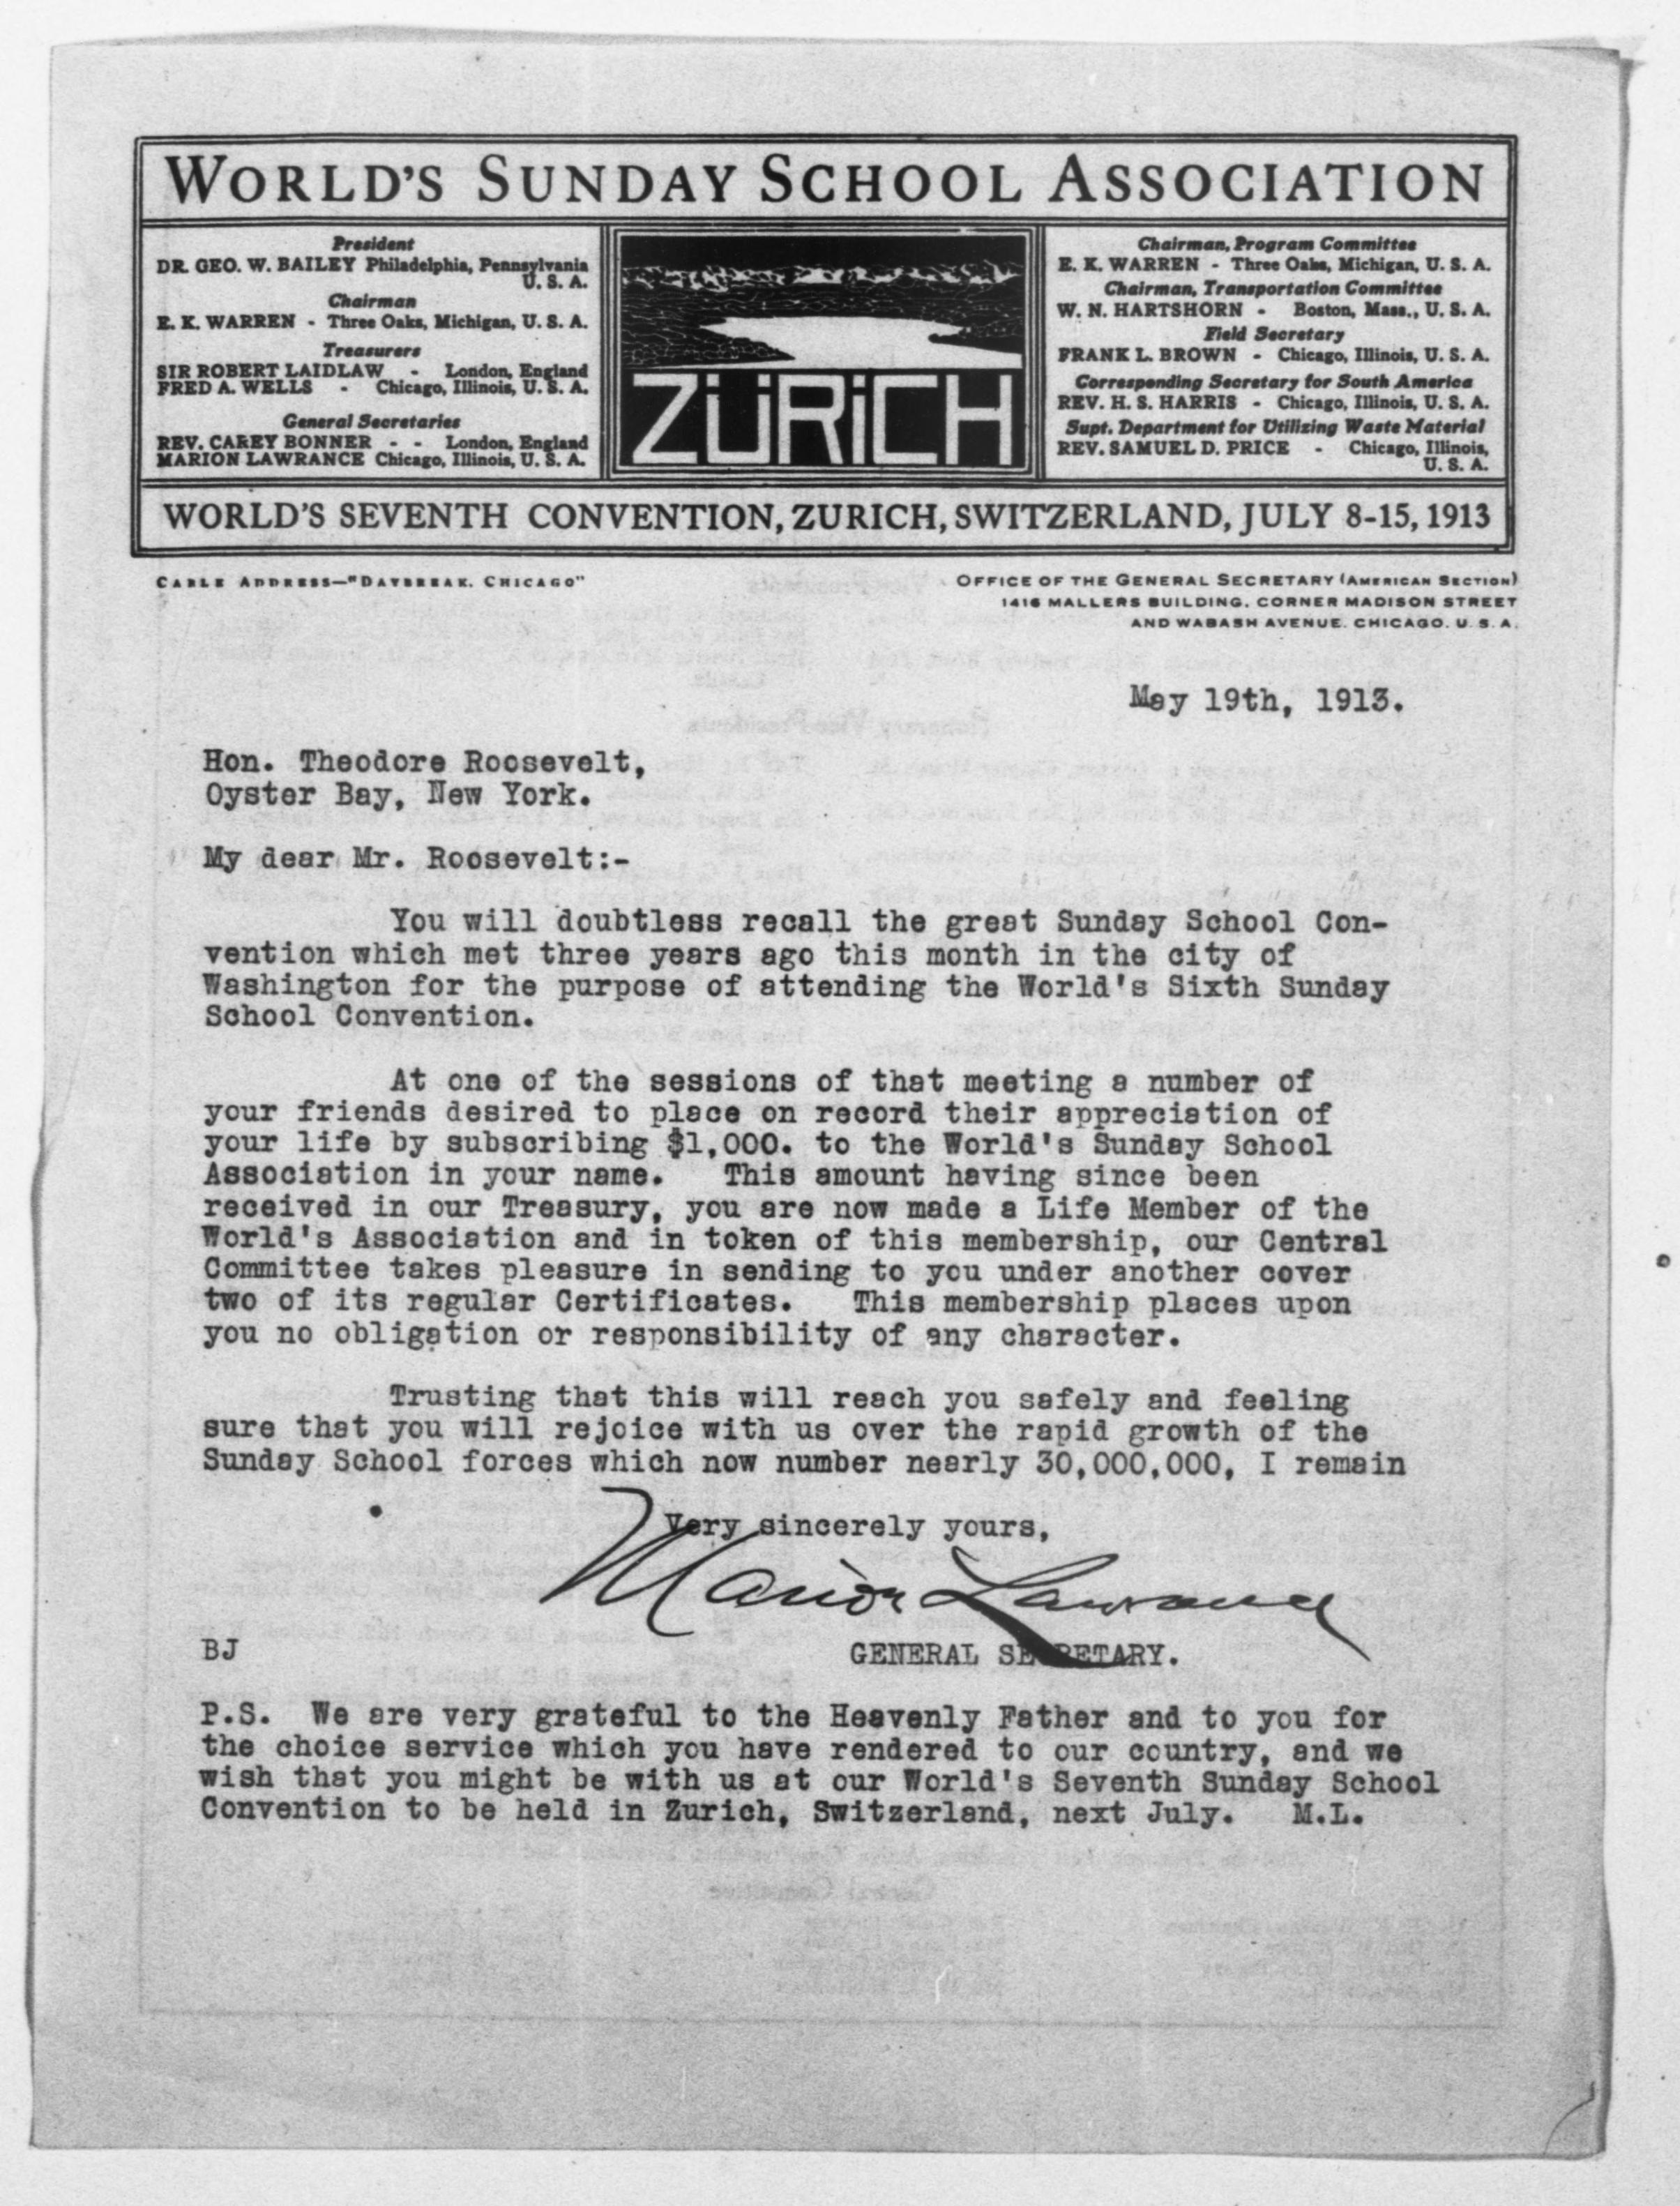 WORLD'S SUNDAY SCHOOL ASSOCIATION
President
DR. GEO. W. BAILEY Philadelphia, Pennsylvania
U. S. A.
Chairman
E. K. WARREN - Three Oaks, Michigan, U. S. A.
Treasurers
SIR ROBERT LAIDLAW - London, England
FRED A. WELLS - Chicago, Illinois, U. S. A.
General Secretaries
REV. CAREY BONNER - - London, England
MARION LAWRANCE Chicago, Illinois, U. S. A.
ZÜRiCH
Chairman, Program Committee
E. K. WARREN - Three Oaks, Michigan, U. S. A.
Chairman, Transportation Committee
W. N. HARTSHORN - Boston, Mass., U. S. A.
Field Secretary
FRANK L. BROWN - Chicago, Illinois, U. S. A.
Corresponding Secretary for South America
REV. H. S. HARRIS - Chicago, Illinois, U. S. A.
Supt. Department for Utilizing Waste Material
REV. SAMUEL D. PRICE - Chicago, Illinois,
U. S. A.
WORLD'S SEVENTH CONVENTION, ZURICH, SWITZERLAND, JULY 8-15, 1913
CABLE ADDRESS—"DAYBREAK. CHICAGO"
OFFICE OF THE GENERAL SECRETARY (AMERICAN SECTION)
1416 MALLERS BUILDING. CORNER MADISON STREET
AND WABASH AVENUE. CHICAGO. U. S. A.
May 19th, 1913.
Hon. Theodore Roosevelt,
Oyster Bay, New York.
My dear Mr. Roosevelt:-
You will doubtless recall the great Sunday School Con-
vention which met three years ago this month in the city of
Washington for the purpose of attending the World's Sixth Sunday
School Convention.
At one of the sessions of that meeting a number of
your friends desired to place on record their appreciation of
your life by subscribing $1,000. to the World's Sunday School
Association in your name. This amount having since been
received in our Treasury, you are now made a Life Member of the
World's Association and in token of this membership, our Central
Committee takes pleasure in sending to you under another cover
two of its regular Certificates. This membership places upon
you no obligation or responsibility of any character.
Trusting that this will reach you safely and feeling
sure that you will rejoice with us over the rapid growth of the
Sunday School forces which now number nearly 30,000,000, I remain
Very sincerely yours,
Marion Lawrance
BJ GENERAL SECRETARY.
P.S. We are very grateful to the Heavenly Father and to you for
the choice service which you have rendered to our country, and we
wish that you might be with us at our World's Seventh Sunday School
Convention to be held in Zurich, Switzerland, next July. M.L.